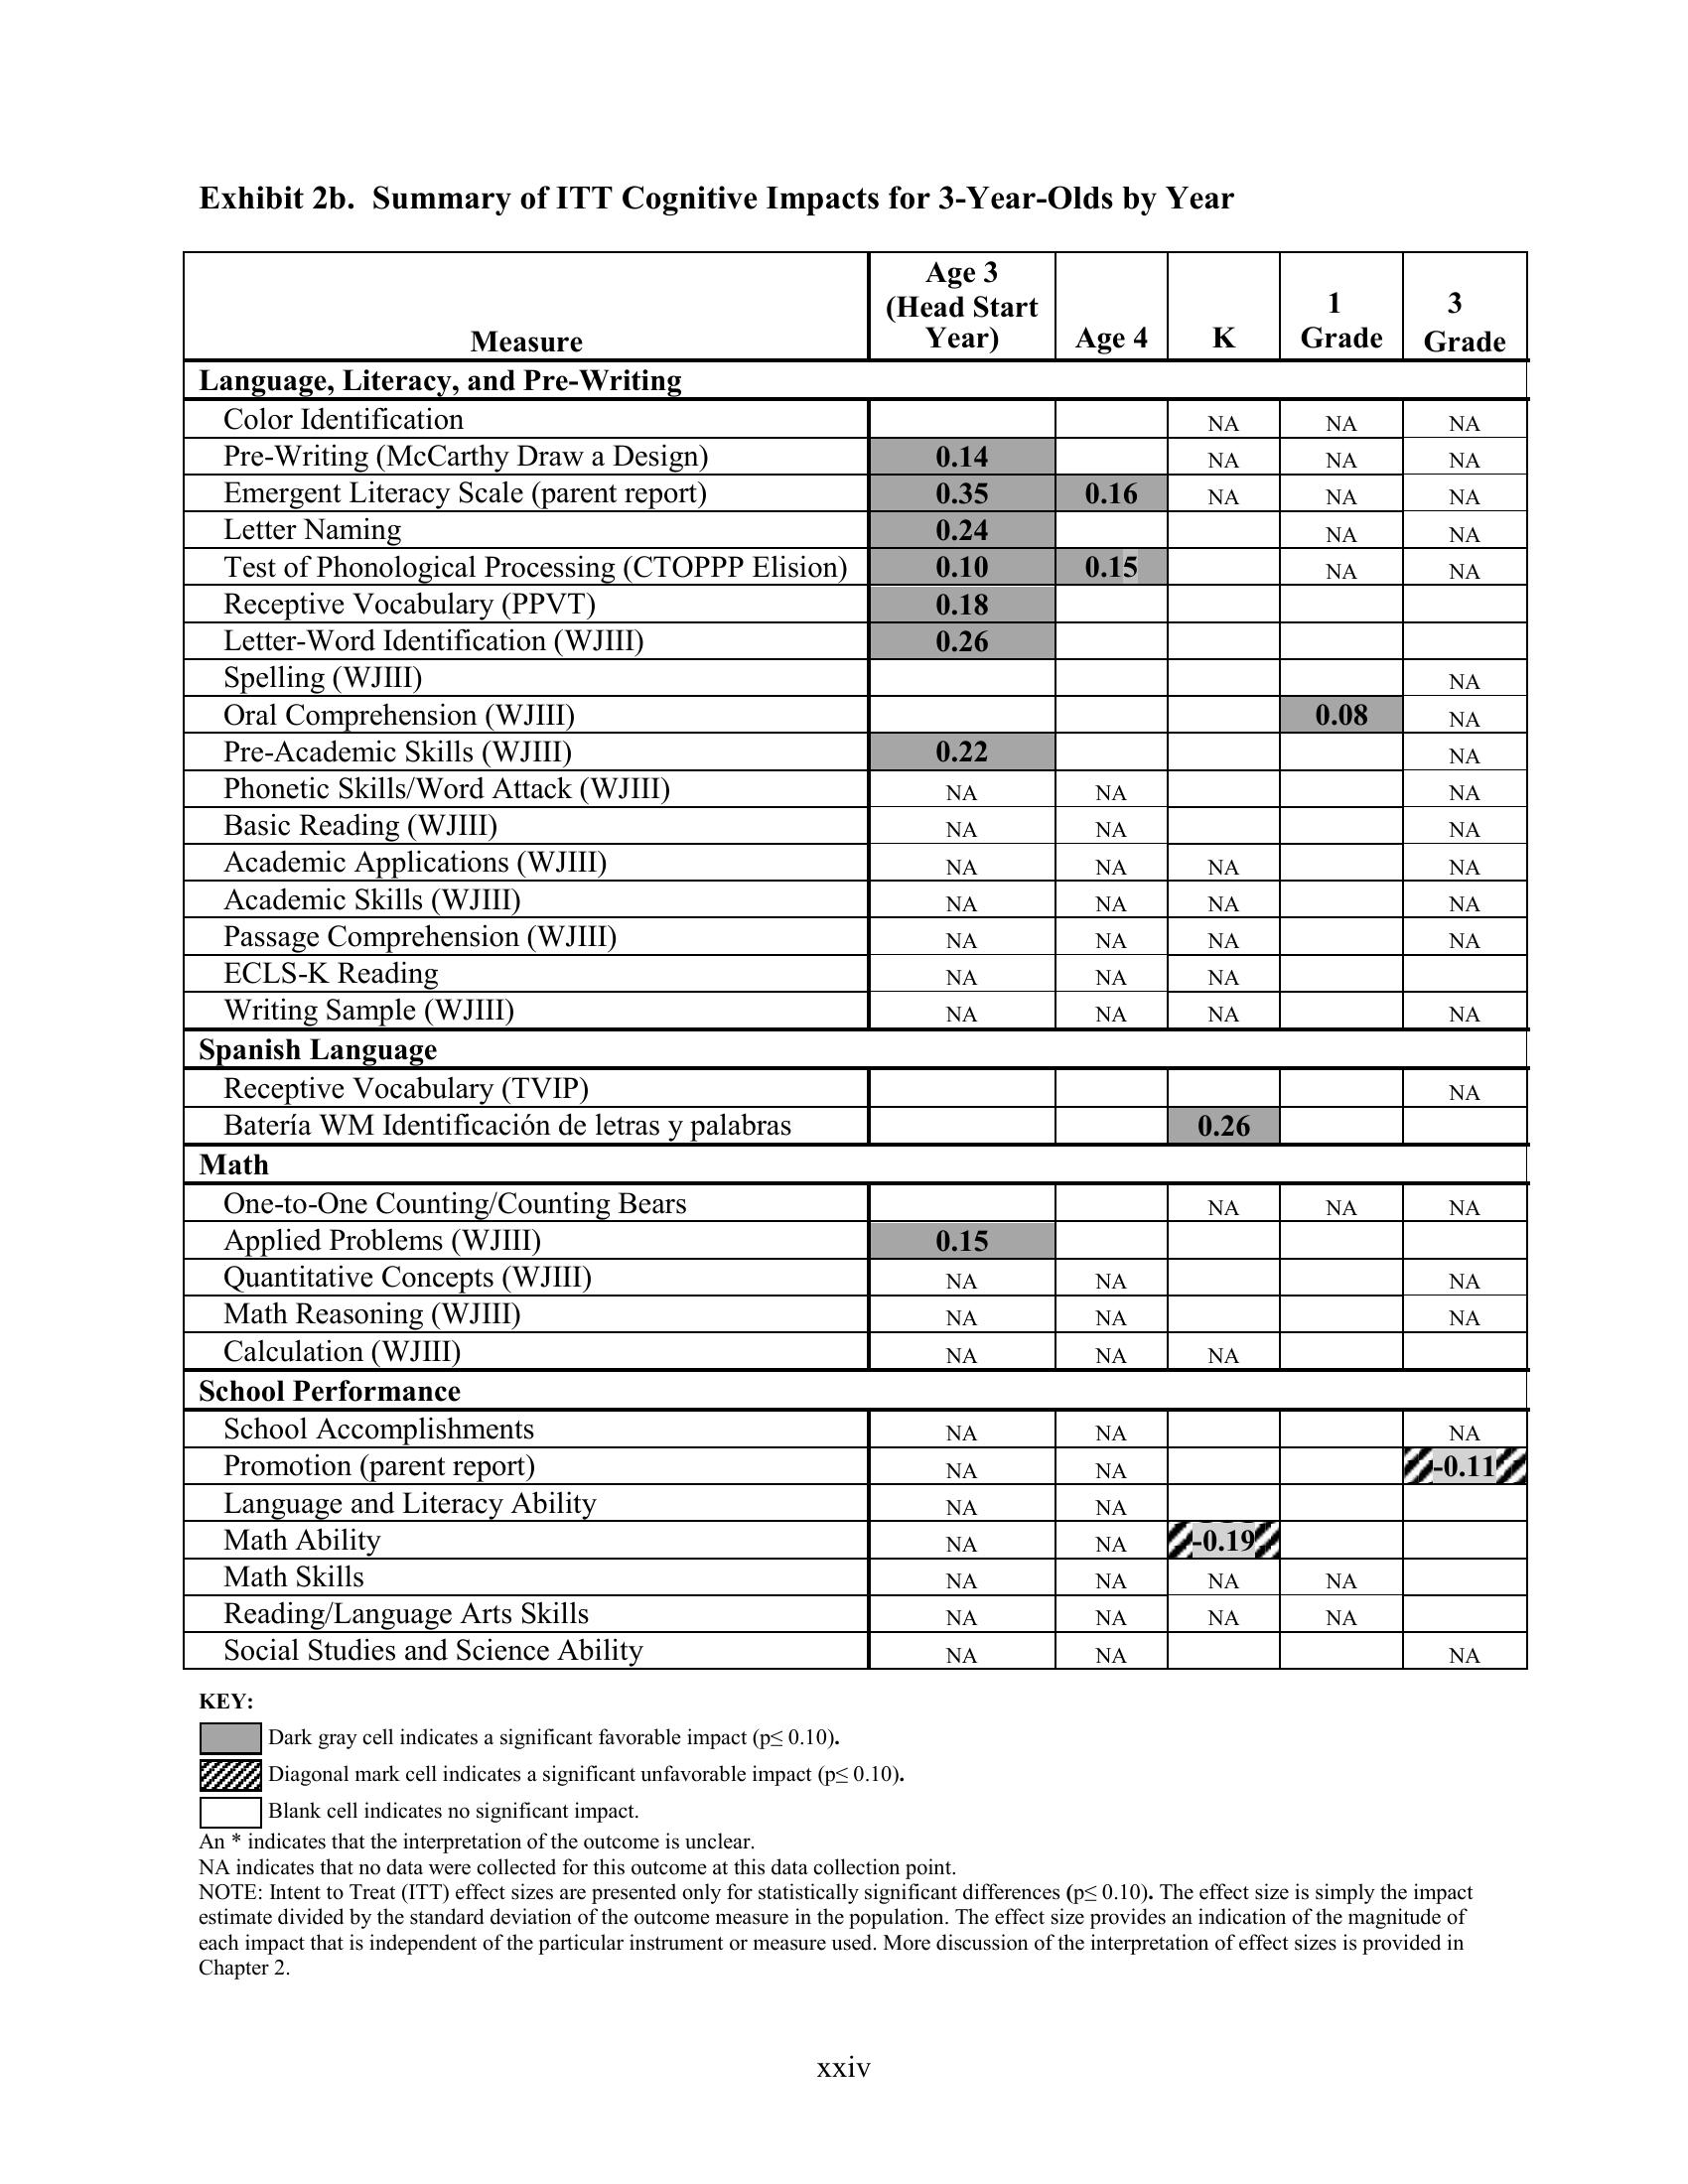 Exhibit 2b. Summary of ITT Cognitive Impacts for 3-Year-Olds by Year
Measure Age 3 (Head Start Year) Age 4 K 1 Grade 3 Grade
Language, Literacy, and Pre-Writing
Color Identification NA NA NA
Pre-Writing (McCarthy Draw a Design) 0.14 NA NA NA
Emergent Literacy Scale (parent report) 0.35 0.16 NA NA NA
Letter Naming 0.24 NA NA
Test of Phonological Processing (CTOPPP Elision) 0.10 0.15 NA NA
Receptive Vocabulary (PPVT) 0.18
Letter-Word Identification (WJIII) 0.26
Spelling (WJIII) NA
Oral Comprehension (WJIII) 0.08 NA
Pre-Academic Skills (WJIII) 0.22 NA
Phonetic Skills/Word Attack (WJIII) NA NA NA
Basic Reading (WJIII) NA NA NA
Academic Applications (WJIII) NA NA NA NA
Academic Skills (WJIII) NA NA NA NA
Passage Comprehension (WJIII) NA NA NA NA
ECLS-K Reading NA NA NA
Writing Sample (WJIII) NA NA NA NA
Spanish Language
Receptive Vocabulary (TVIP) NA
Batería WM Identificación de letras y palabras 0.26
Math
One-to-One Counting/Counting Bears NA NA NA
Applied Problems (WJIII) 0.15
Quantitative Concepts (WJIII) NA NA NA
Math Reasoning (WJIII) NA NA NA
Calculation (WJIII) NA NA NA
School Performance
School Accomplishments NA NA NA
Promotion (parent report) NA NA -0.11
Language and Literacy Ability NA NA
Math Ability NA NA -0.19
Math Skills NA NA NA NA
Reading/Language Arts Skills NA NA NA NA
Social Studies and Science Ability NA NA NA
KEY:
Dark gray cell indicates a significant favorable impact (p≤ 0.10).
Diagonal mark cell indicates a significant unfavorable impact (p≤ 0.10).
Blank cell indicates no significant impact.
An * indicates that the interpretation of the outcome is unclear.
NA indicates that no data were collected for this outcome at this data collection point.
NOTE: Intent to Treat (ITT) effect sizes are presented only for statistically significant differences (p≤ 0.10). The effect size is simply the impact
estimate divided by the standard deviation of the outcome measure in the population. The effect size provides an indication of the magnitude of
each impact that is independent of the particular instrument or measure used. More discussion of the interpretation of effect sizes is provided in
Chapter 2.
xxiv